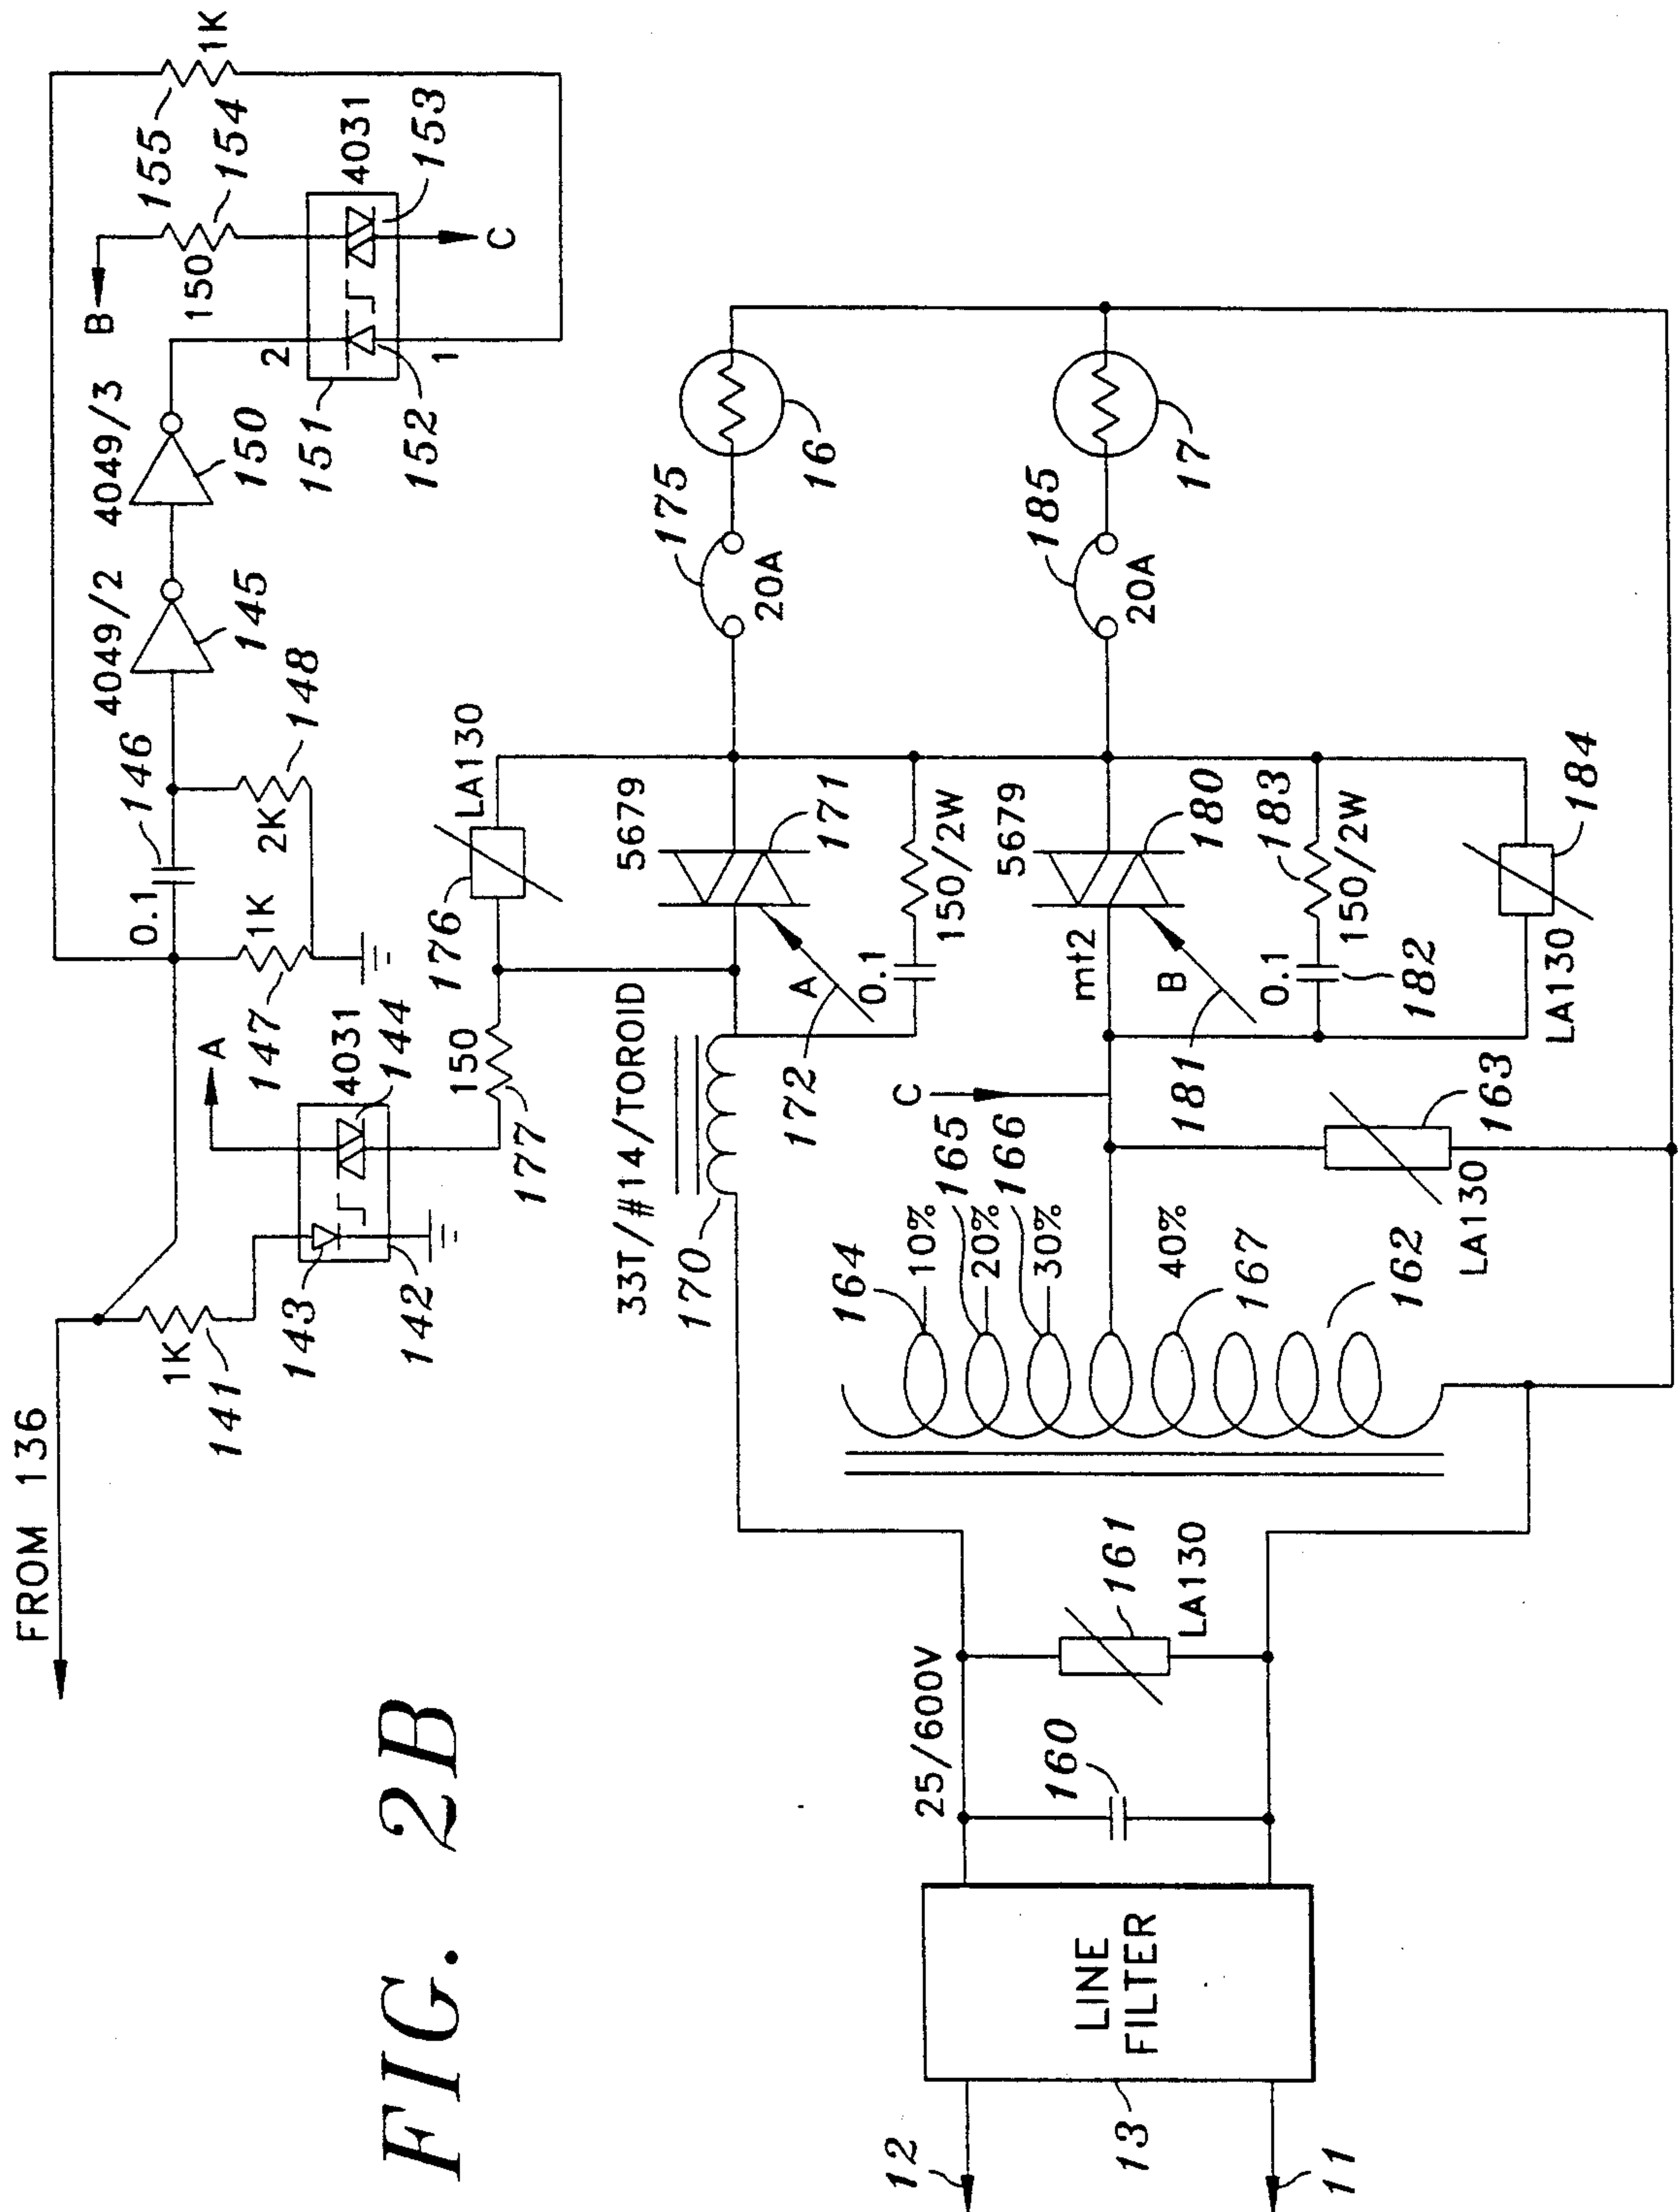 FIG. 2B
FROM 136
1K
141
143
142
A
4031
144
150
177
0.1
146
1K
147
2K
148
4049/2
145
4049/3
150
2
151
152
1
B
150
C
4031
153
154
155
1K
LA130
176
33T/#14/TOROID
170
5679
171
A
172
0.1
150/2W
175
20A
16
185
20A
17
5679
180
mt2
B
181
0.1
182
183
150/2W
184
LA130
C
164
10%
165
20%
166
30%
40%
167
162
163
LA130
25/600V
160
161
LA130
LINE
FILTER
13
12
11